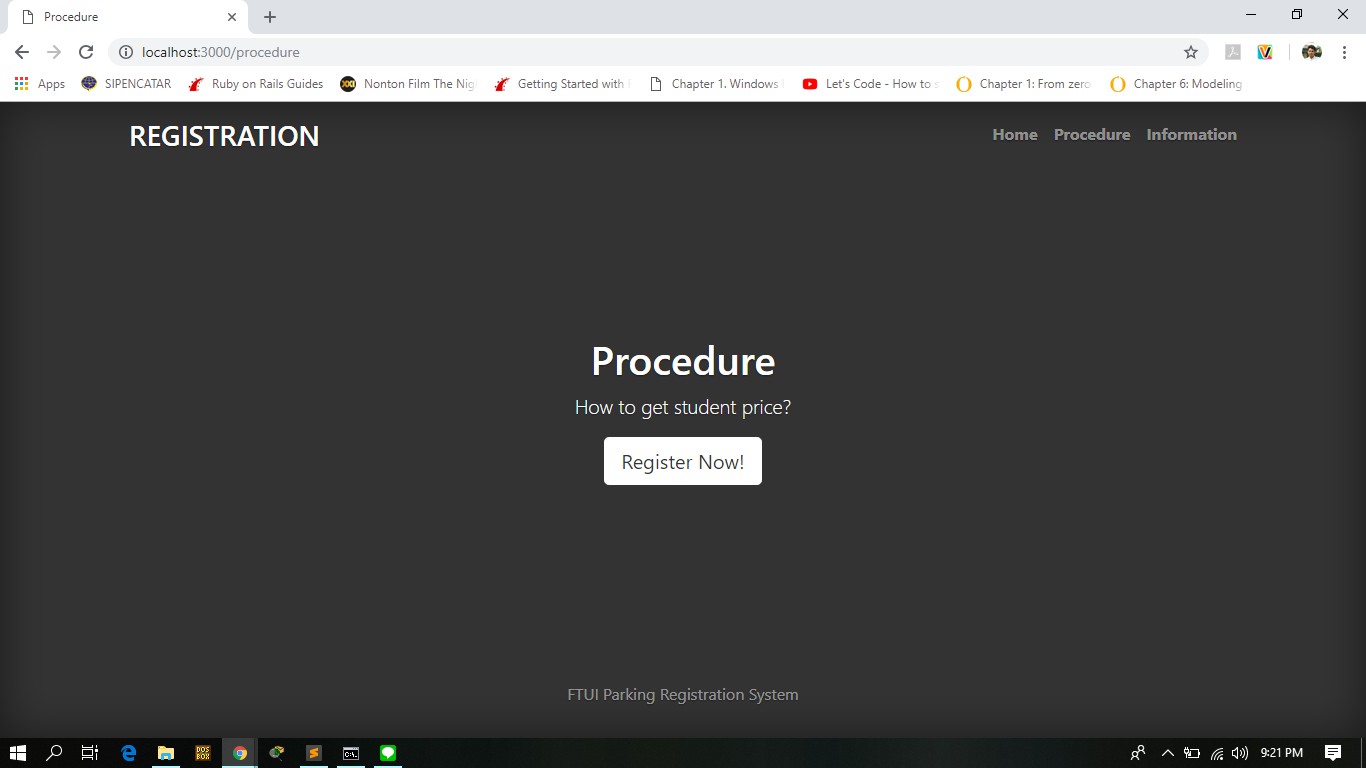 Procedure
localhost:3000/procedure
Apps SIPENCATAR Ruby on Rails Guides Nonton Film The Nig Getting Started with Chapter 1. Windows Let's Code - How to s Chapter 1: From zero Chapter 6: Modeling
REGISTRATION Home Procedure Information
Procedure
How to get student price?
Register Now!
FTUI Parking Registration System
DOS BOX C:\. 9:21 PM